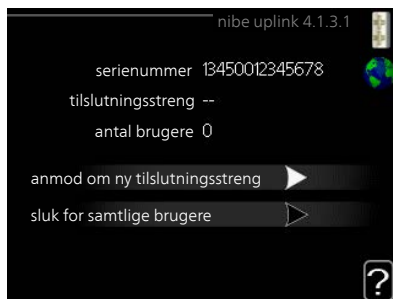 nibe uplink 4.1.3.1
serienummer 13450012345678
tilslutningsstreng --
antal brugere 0
anmod om ny tilslutningsstreng
sluk for samtlige brugere
?